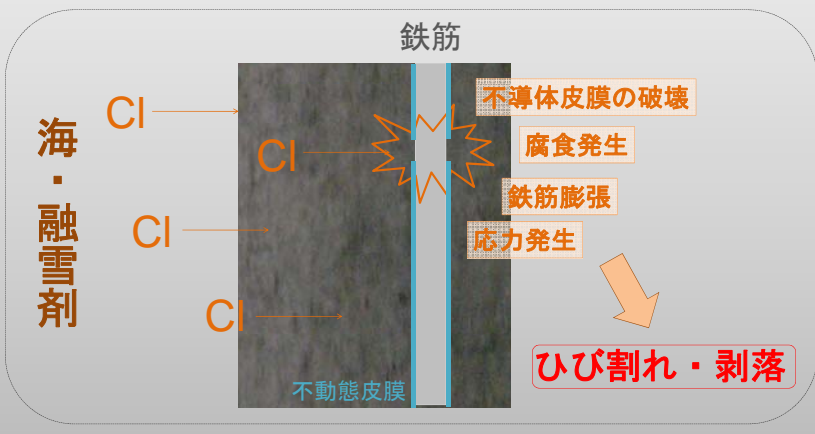 鉄筋
海・融雪剤
Cl
Cl
Cl
Cl
不導体皮膜の破壊
腐食発生
鉄筋膨張
応力発生
ひび割れ・剥落
不動態皮膜